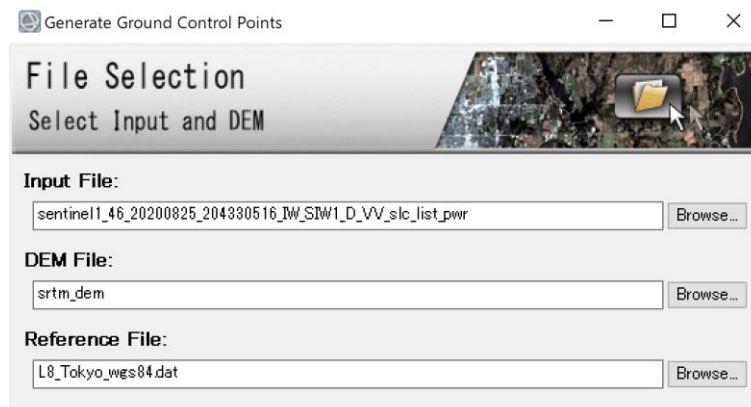 Generate Ground Control Points
File Selection
Select Input and DEM
Input File:
sentinel1_46_20200825_204330516_IW_SIW1_D_VV_slc_list_pwr
Browse...
DEM File:
srtm_dem
Browse...
Reference File:
L8_Tokyo_wgs84.dat
Browse...